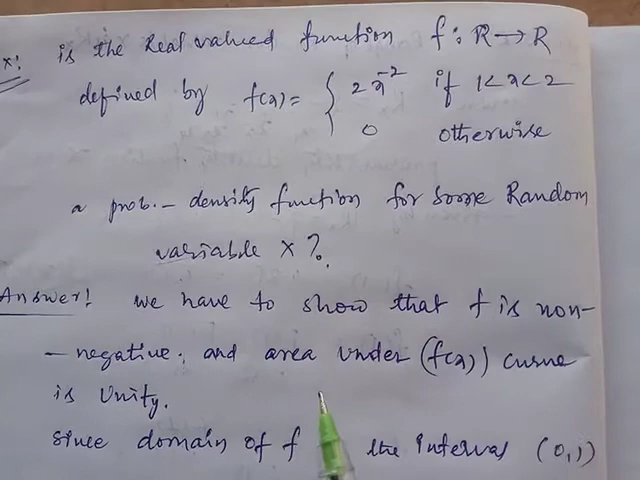 x! is the Real valued function f: R→R
defined by f(x) = { 2x⁻² if 1<x<2
0 otherwise
a prob. - density function for some Random
variable X ?
Answer! we have to show that f is non-
- negative. and area under (f(x)) curve
is Unity.
Since domain of f the interval (0,1)